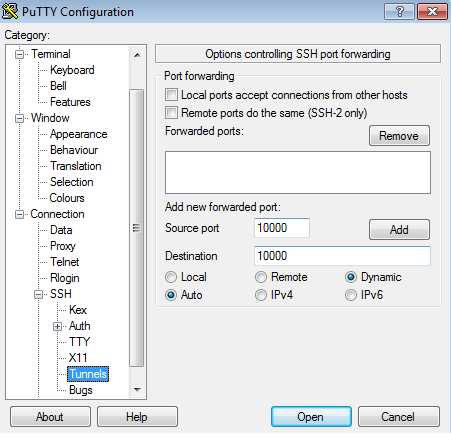 PuTTY Configuration
Category:
Terminal
Keyboard
Bell
Features
Window
Appearance
Behaviour
Translation
Selection
Colours
Connection
Data
Proxy
Telnet
Rlogin
SSH
Kex
Auth
TTY
X11
Tunnels
Bugs
Options controlling SSH port forwarding
Port forwarding
Local ports accept connections from other hosts
Remote ports do the same (SSH-2 only)
Forwarded ports:
Remove
Add new forwarded port:
Source port 10000 Add
Destination 10000
Local Remote Dynamic
Auto IPv4 IPv6
About Help Open Cancel